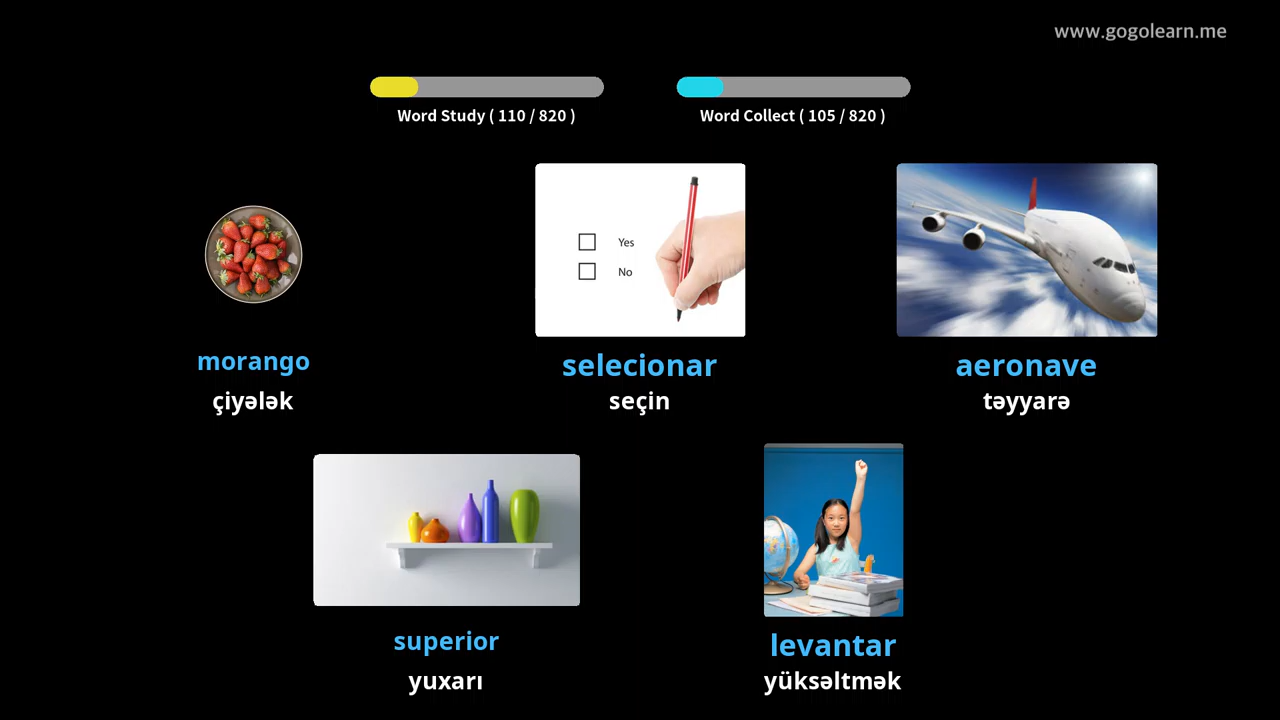 www.gogolearn.me
Word Study ( 110 / 820 )
Word Collect ( 105 / 820 )
Yes
No
morango
çiyələk
selecionar
seçin
aeronave
təyyarə
superior
yuxarı
levantar
yüksəltmək